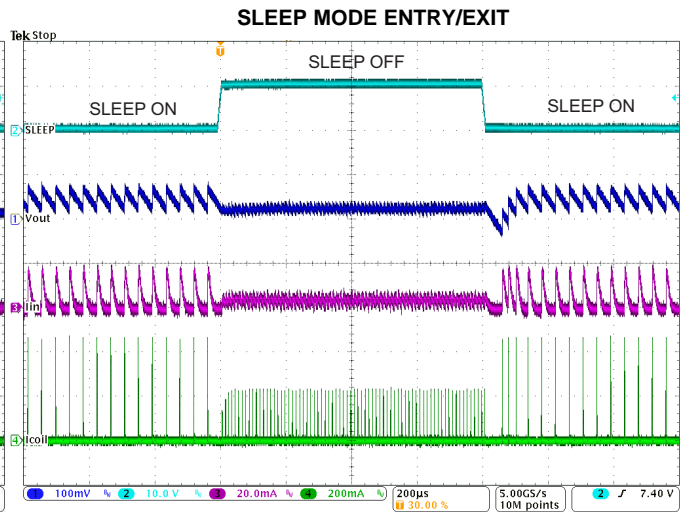 SLEEP MODE ENTRY/EXIT
Tek Stop
T
SLEEP OFF
SLEEP ON
SLEEP ON
2 SLEEP
1 Vout
3 Iin
4 Icoil
1 100mV 2 10.0 V 3 20.0mA 4 200mA 200µs 5.00GS/s 2 7.40 V
T 30.00 % 10M points